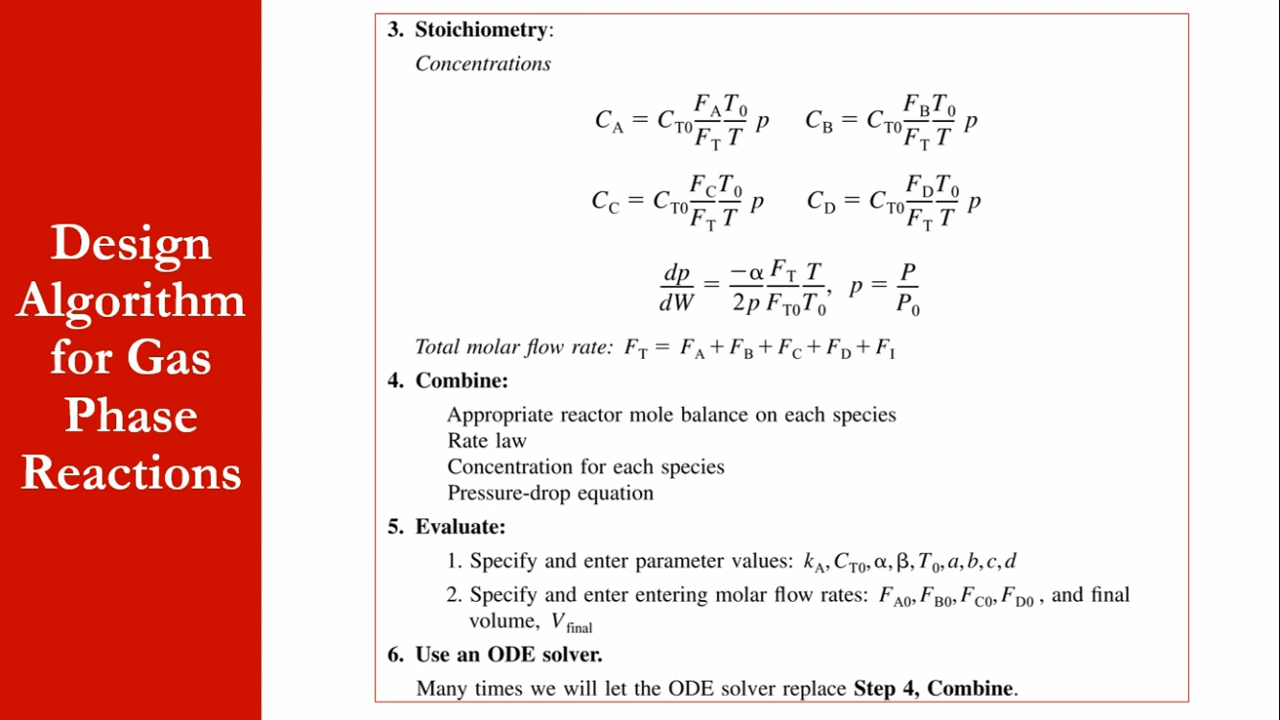 Design
Algorithm
for Gas
Phase
Reactions
3. Stoichiometry:
Concentrations
C_A = C_T0 (F_A/F_T) (T_0/T) p    C_B = C_T0 (F_B/F_T) (T_0/T) p
C_C = C_T0 (F_C/F_T) (T_0/T) p    C_D = C_T0 (F_D/F_T) (T_0/T) p
dp/dW = (−α/2p) (F_T/F_T0) (T/T_0), p = P/P_0
Total molar flow rate: F_T = F_A + F_B + F_C + F_D + F_I
4. Combine:
Appropriate reactor mole balance on each species
Rate law
Concentration for each species
Pressure-drop equation
5. Evaluate:
1. Specify and enter parameter values: k_A, C_T0, α, β, T_0, a, b, c, d
2. Specify and enter entering molar flow rates: F_A0, F_B0, F_C0, F_D0 , and final
volume, V_final
6. Use an ODE solver.
Many times we will let the ODE solver replace Step 4, Combine.